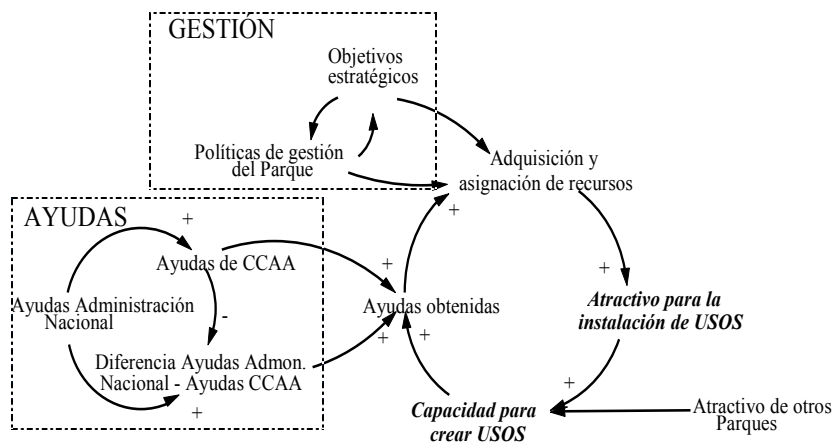 GESTIÓN
Objetivos
estratégicos
Políticas de gestión
del Parque
Adquisición y
asignación de recursos
+
AYUDAS
+
Ayudas de CCAA
+
+
Ayudas Administración
Nacional
-
Ayudas obtenidas
Atractivo para la
instalación de USOS
+
+
Diferencia Ayudas Admon.
Nacional - Ayudas CCAA
+
+
Capacidad para
crear USOS
Atractivo de otros
Parques